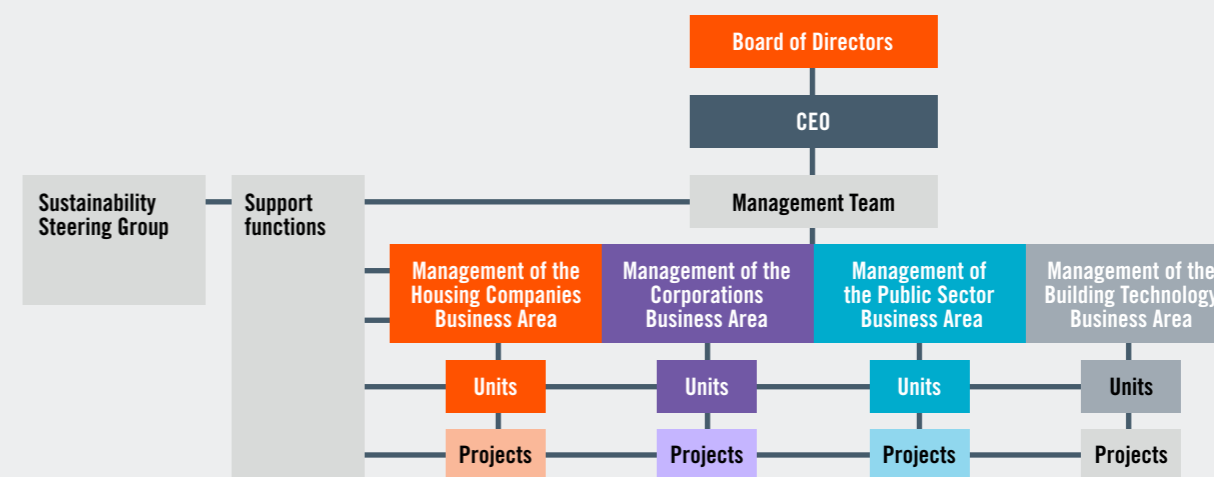 Board of Directors
CEO
Sustainability
Steering Group
Support
functions
Management Team
Management of the
Housing Companies
Business Area
Management of the
Corporations
Business Area
Management of
the Public Sector
Business Area
Management of the
Building Technology
Business Area
Units
Units
Units
Units
Projects
Projects
Projects
Projects